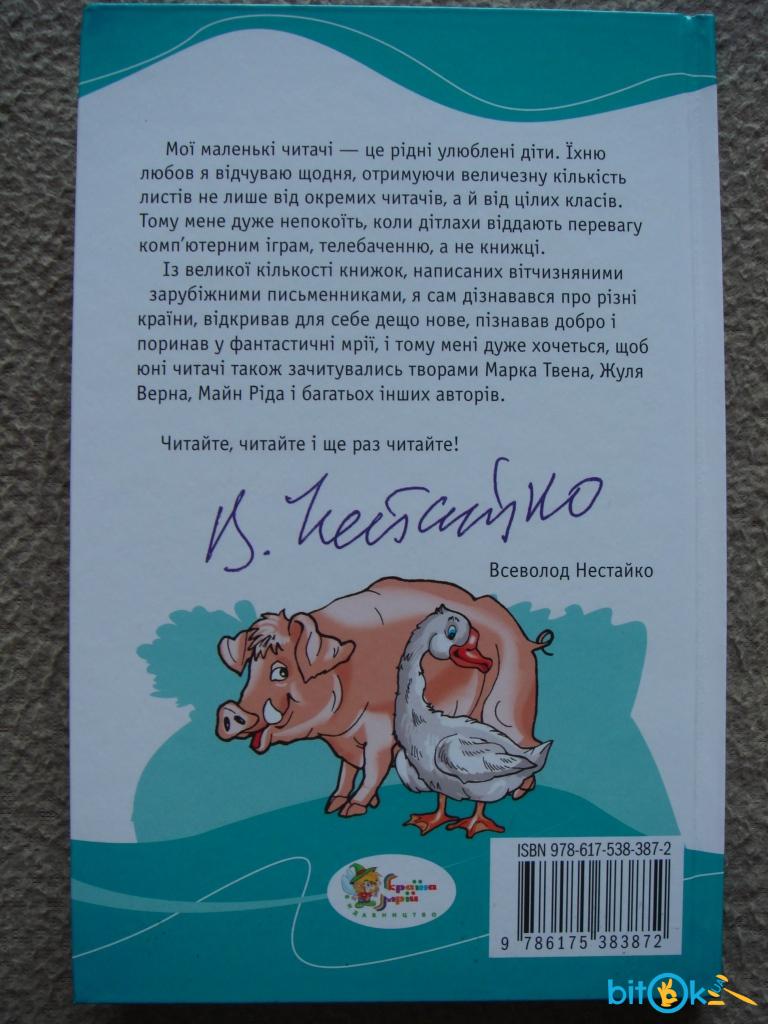 Мої маленькі читачі — це рідні улюблені діти. Їхню
любов я відчуваю щодня, отримуючи величезну кількість
листів не лише від окремих читачів, а й від цілих класів.
Тому мене дуже непокоїть, коли дітлахи віддають перевагу
комп'ютерним іграм, телебаченню, а не книжці.
Із великої кількості книжок, написаних вітчизняними
зарубіжними письменниками, я сам дізнавався про різні
країни, відкривав для себе дещо нове, пізнавав добро і
поринав у фантастичні мрії, і тому мені дуже хочеться, щоб
юні читачі також зачитувались творами Марка Твена, Жуля
Верна, Майн Ріда і багатьох інших авторів.
Читайте, читайте і ще раз читайте!
В. Нестайко
Всеволод Нестайко
ISBN 978-617-538-387-2
9 786175 383872
Країна
Мрій
ВИДАВНИЦТВО
bitOk
UA